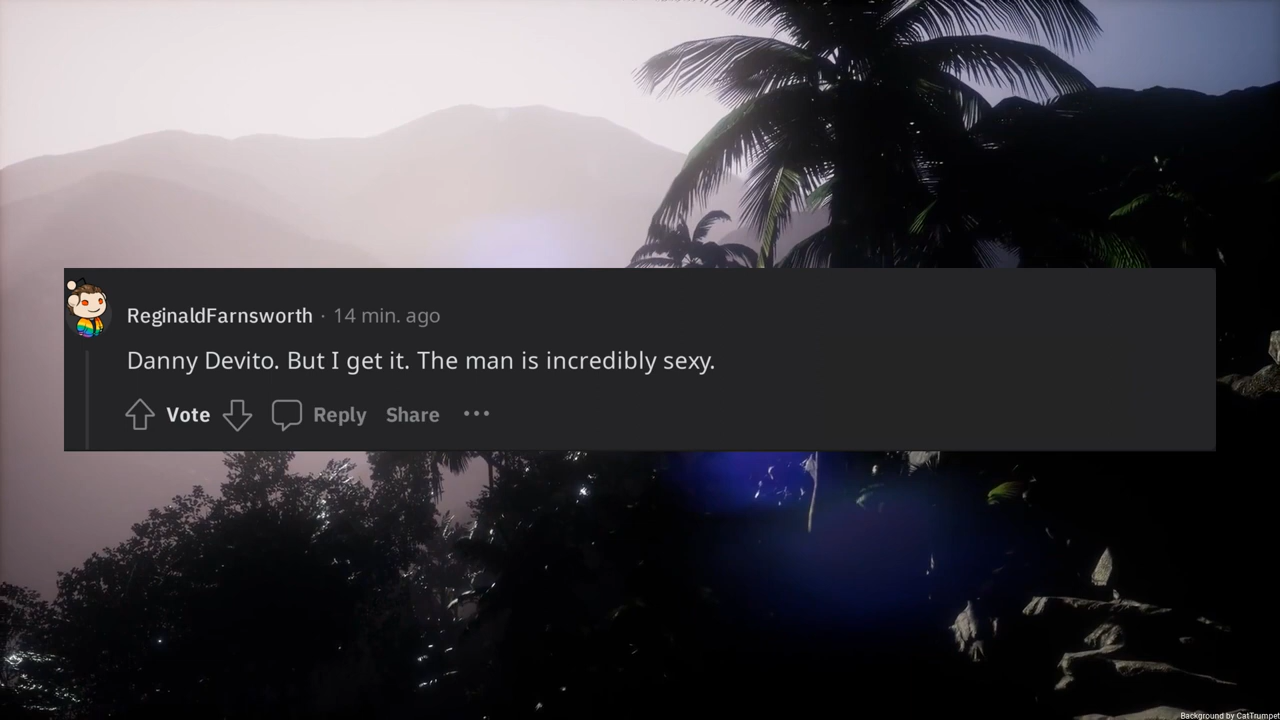 ReginaldFarnsworth · 14 min. ago
Danny Devito. But I get it. The man is incredibly sexy.
Vote Reply Share •••
Background by CatTrumpet